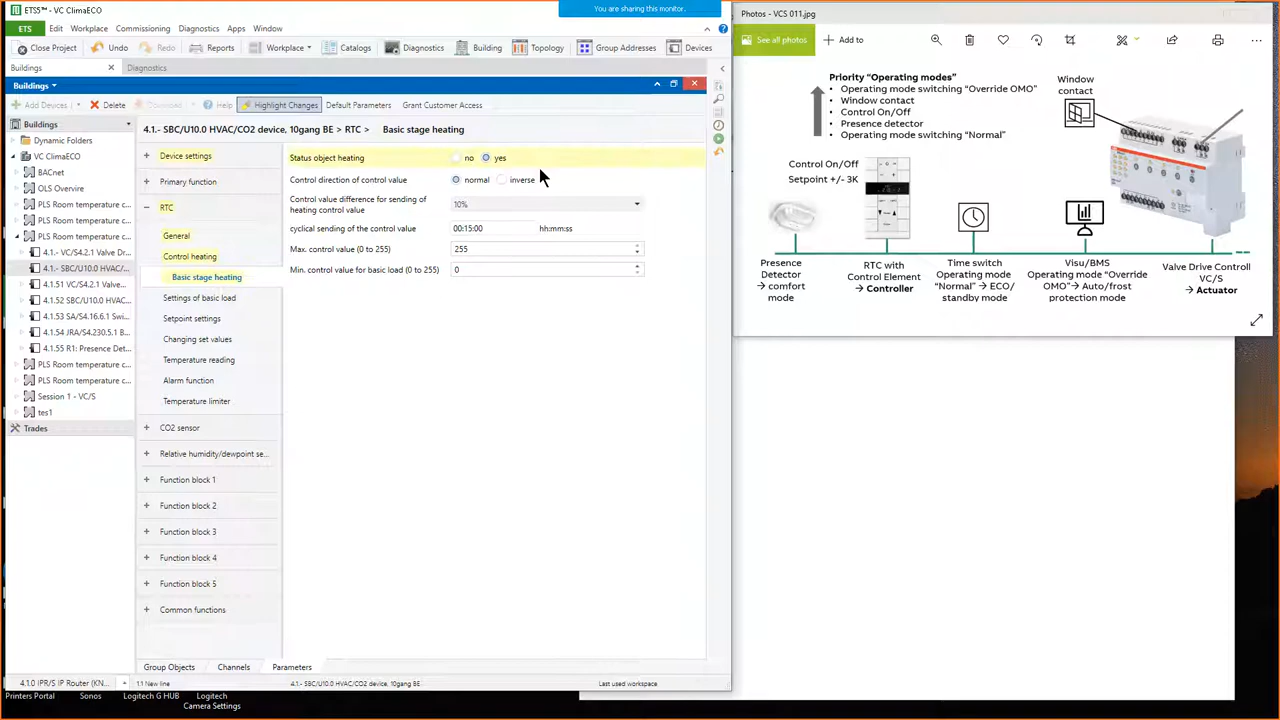 ETS5™ - VC ClimaECO
You are sharing this monitor.
ETS Edit Workplace Commissioning Diagnostics Apps Window
Close Project Undo Redo Reports Workplace Catalogs Diagnostics Building Topology Group Addresses Devices
Buildings Diagnostics
Buildings
Add Devices Delete Download Help Highlight Changes Default Parameters Grant Customer Access
Buildings
Dynamic Folders
VC ClimaECO
BACnet
OLS Overvire
PLS Room temperature c...
PLS Room temperature c...
PLS Room temperature c...
4.1.- VC/S4.2.1 Valve Dr...
4.1.- SBC/U10.0 HVAC/...
4.1.51 VC/S4.2.1 Valve...
4.1.52 SBC/U10.0 HVA...
4.1.53 SA/S4.16.6.1 Swit...
4.1.54 JRA/S4.230.5.1 B...
4.1.55 R1: Presence Det...
PLS Room temperature c...
PLS Room temperature c...
Session 1 - VC/S
tes1
Trades
4.1.- SBC/U10.0 HVAC/CO2 device, 10gang BE > RTC > Basic stage heating
+ Device settings
+ Primary function
− RTC
General
Control heating
Basic stage heating
Settings of basic load
Setpoint settings
Changing set values
Temperature reading
Alarm function
Temperature limiter
+ CO2 sensor
+ Relative humidity/dewpoint se...
+ Function block 1
+ Function block 2
+ Function block 3
+ Function block 4
+ Function block 5
+ Common functions
Status object heating no yes
Control direction of control value normal inverse
Control value difference for sending of heating control value 10%
cyclical sending of the control value 00:15:00 hh:mm:ss
Max. control value (0 to 255) 255
Min. control value for basic load (0 to 255) 0
Group Objects Channels Parameters
4.1.0 IPR/S IP Router (KN... 1.1 New line 4.1.- SBC/U10.0 HVAC/CO2 device, 10gang BE Last used workspace
Printers Portal Sonos Logitech G HUB Logitech
Camera Settings
Photos - VCS 011.jpg
See all photos + Add to
Priority “Operating modes”
• Operating mode switching “Override OMO”
• Window contact
• Control On/Off
• Presence detector
• Operating mode switching “Normal”
Window
contact
Control On/Off
Setpoint +/- 3K
Presence
Detector
→ comfort
mode
RTC with
Control Element
→ Controller
Time switch
Operating mode
“Normal” → ECO/
standby mode
Visu/BMS
Operating mode “Override
OMO”→ Auto/frost
protection mode
Valve Drive Controll
VC/S
→ Actuator